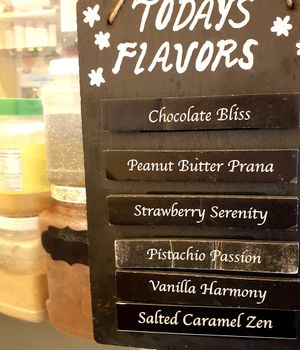 TODAYS
FLAVORS
Chocolate Bliss
Peanut Butter Prana
Strawberry Serenity
Pistachio Passion
Vanilla Harmony
Salted Caramel Zen